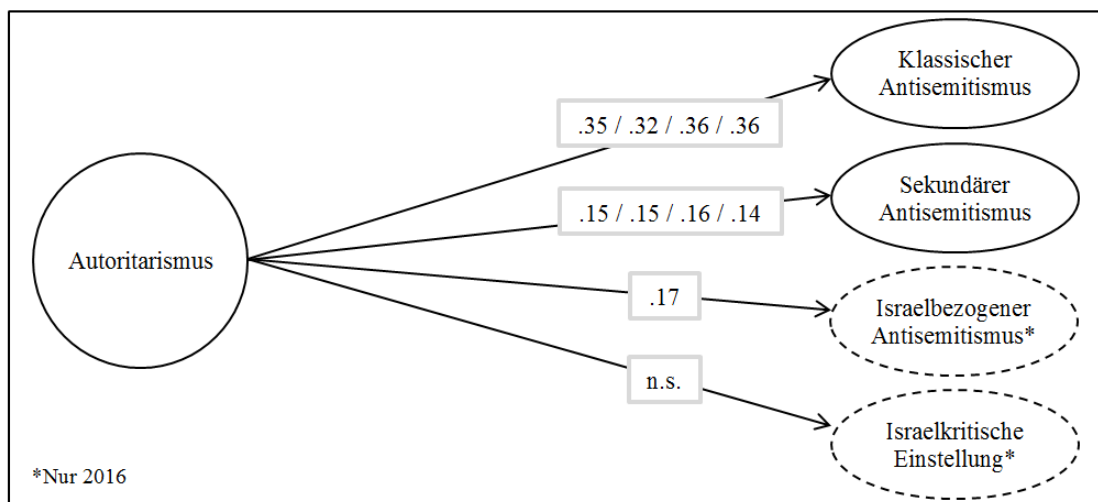 Klassischer
Antisemitismus
.35 / .32 / .36 / .36
Sekundärer
Antisemitismus
.15 / .15 / .16 / .14
Autoritarismus
.17
Israelbezogener
Antisemitismus*
n.s.
Israelkritische
Einstellung*
*Nur 2016